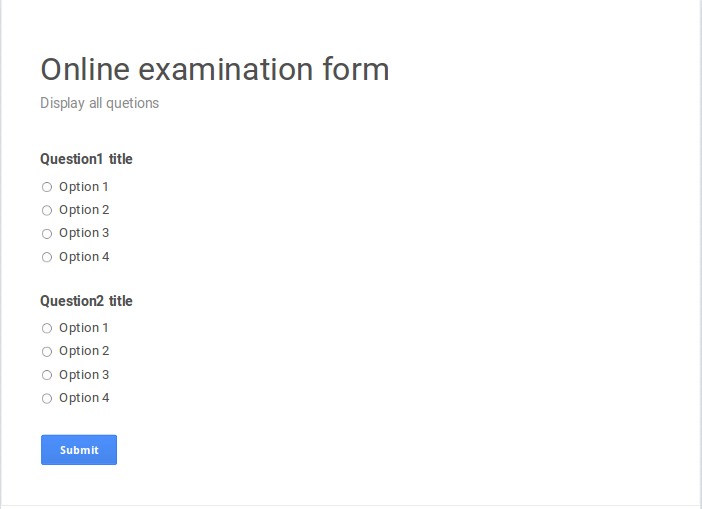 Online examination form
Display all quetions
Question1 title
Option 1
Option 2
Option 3
Option 4
Question2 title
Option 1
Option 2
Option 3
Option 4
Submit